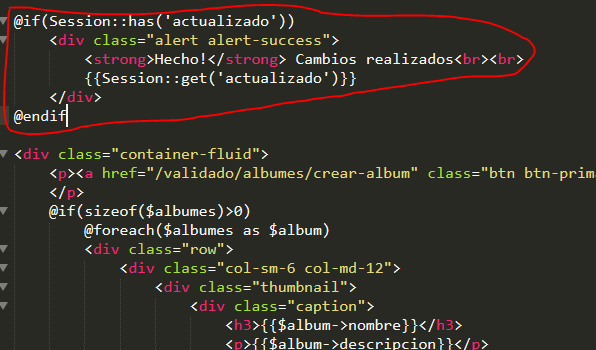 @if(Session::has('actualizado'))
<div class="alert alert-success">
<strong>Hecho!</strong> Cambios realizados<br><br>
{{Session::get('actualizado')}}
</div>
@endif
<div class="container-fluid">
<p><a href="/validado/albumes/crear-album" class="btn btn-prim
</p>
@if(sizeof($albumes)>0)
@foreach($albumes as $album)
<div class="row">
<div class="col-sm-6 col-md-12">
<div class="thumbnail">
<div class="caption">
<h3>{{$album->nombre}}</h3>
<p>{{$album->descripcion}}</p>